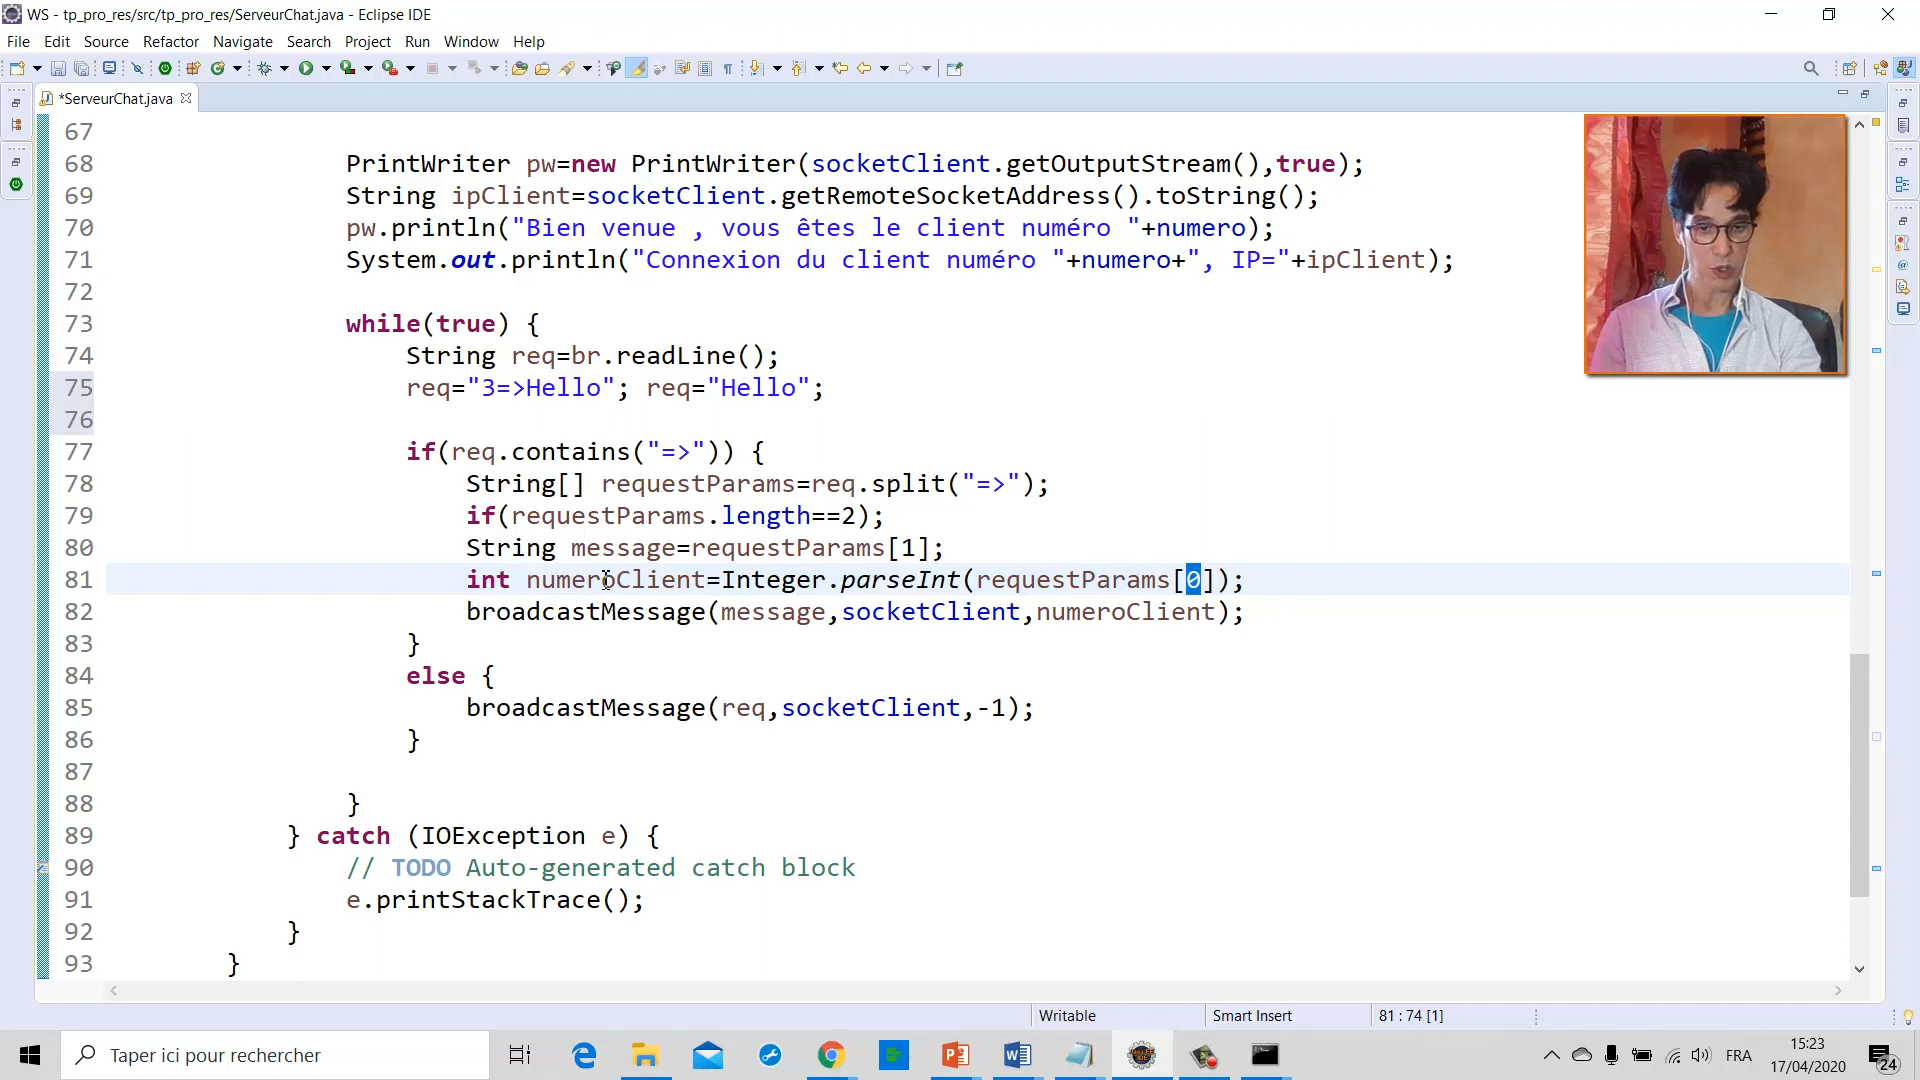 WS - tp_pro_res/src/tp_pro_res/ServeurChat.java - Eclipse IDE
File Edit Source Refactor Navigate Search Project Run Window Help
*ServeurChat.java
67
68 PrintWriter pw=new PrintWriter(socketClient.getOutputStream(),true);
69 String ipClient=socketClient.getRemoteSocketAddress().toString();
70 pw.println("Bien venue , vous êtes le client numéro "+numero);
71 System.out.println("Connexion du client numéro "+numero+", IP="+ipClient);
72
73 while(true) {
74 String req=br.readLine();
75 req="3=>Hello"; req="Hello";
76
77 if(req.contains("=>")) {
78 String[] requestParams=req.split("=>");
79 if(requestParams.length==2);
80 String message=requestParams[1];
81 int numeroClient=Integer.parseInt(requestParams[0]);
82 broadcastMessage(message,socketClient,numeroClient);
83 }
84 else {
85 broadcastMessage(req,socketClient,-1);
86 }
87
88 }
89 } catch (IOException e) {
90 // TODO Auto-generated catch block
91 e.printStackTrace();
92 }
93 }
Writable Smart Insert 81 : 74 [1]
Taper ici pour rechercher
FRA
15:23
17/04/2020
24